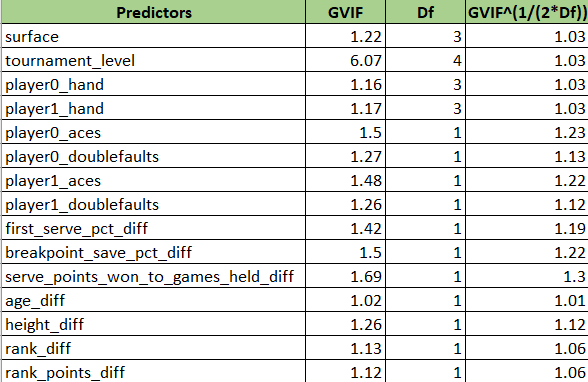 Predictors GVIF Df GVIF^(1/(2*Df))
surface 1.22 3 1.03
tournament_level 6.07 4 1.03
player0_hand 1.16 3 1.03
player1_hand 1.17 3 1.03
player0_aces 1.5 1 1.23
player0_doublefaults 1.27 1 1.13
player1_aces 1.48 1 1.22
player1_doublefaults 1.26 1 1.12
first_serve_pct_diff 1.42 1 1.19
breakpoint_save_pct_diff 1.5 1 1.22
serve_points_won_to_games_held_diff 1.69 1 1.3
age_diff 1.02 1 1.01
height_diff 1.26 1 1.12
rank_diff 1.13 1 1.06
rank_points_diff 1.12 1 1.06